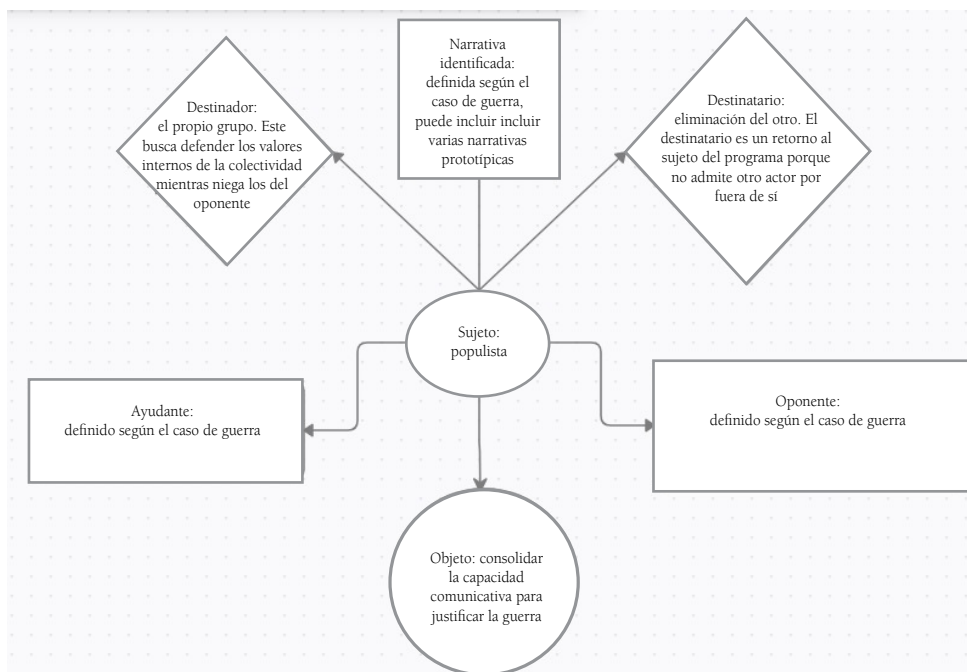 Narrativa
identificada:
definida según el
caso de guerra,
puede incluir incluir
varias narrativas
prototípicas
Destinador:
el propio grupo. Este
busca defender los valores
internos de la colectividad
mientras niega los del
oponente
Destinatario:
eliminación del otro. El
destinatario es un retorno al
sujeto del programa porque
no admite otro actor por
fuera de sí
Sujeto:
populista
Ayudante:
definido según el caso de guerra
Oponente:
definido según el caso de guerra
Objeto: consolidar
la capacidad
comunicativa para
justificar la guerra